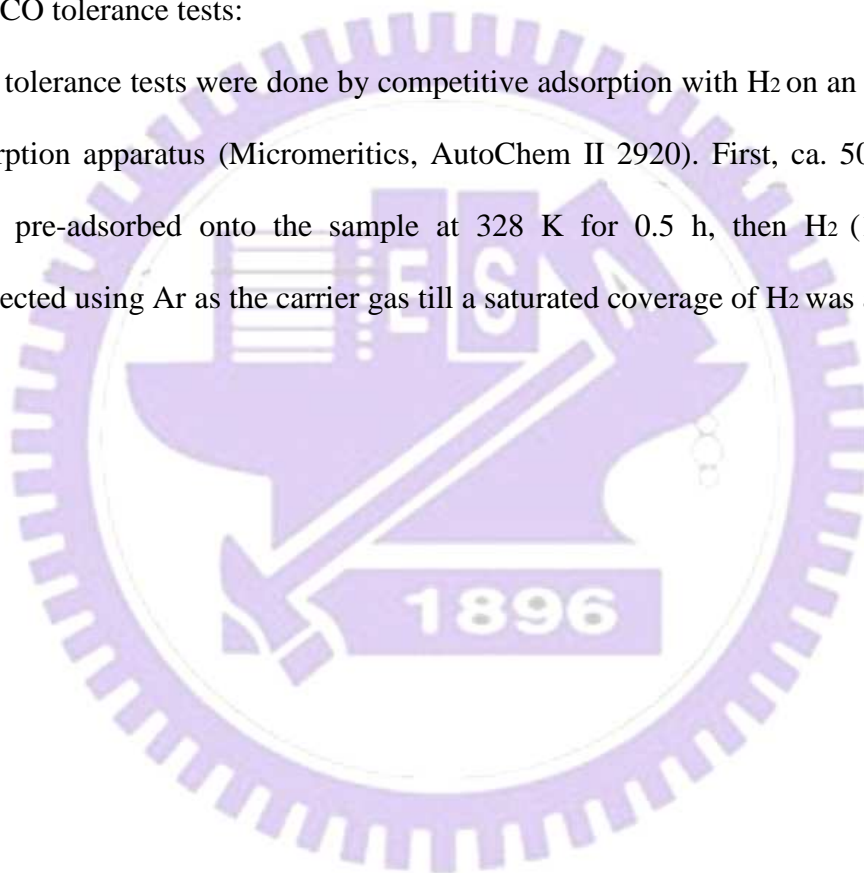 CO tolerance tests:
tolerance tests were done by competitive adsorption with H2 on an
rption apparatus (Micromeritics, AutoChem II 2920). First, ca. 50
pre-adsorbed onto the sample at 328 K for 0.5 h, then H2 (
ected using Ar as the carrier gas till a saturated coverage of H2 was
ESA
1896